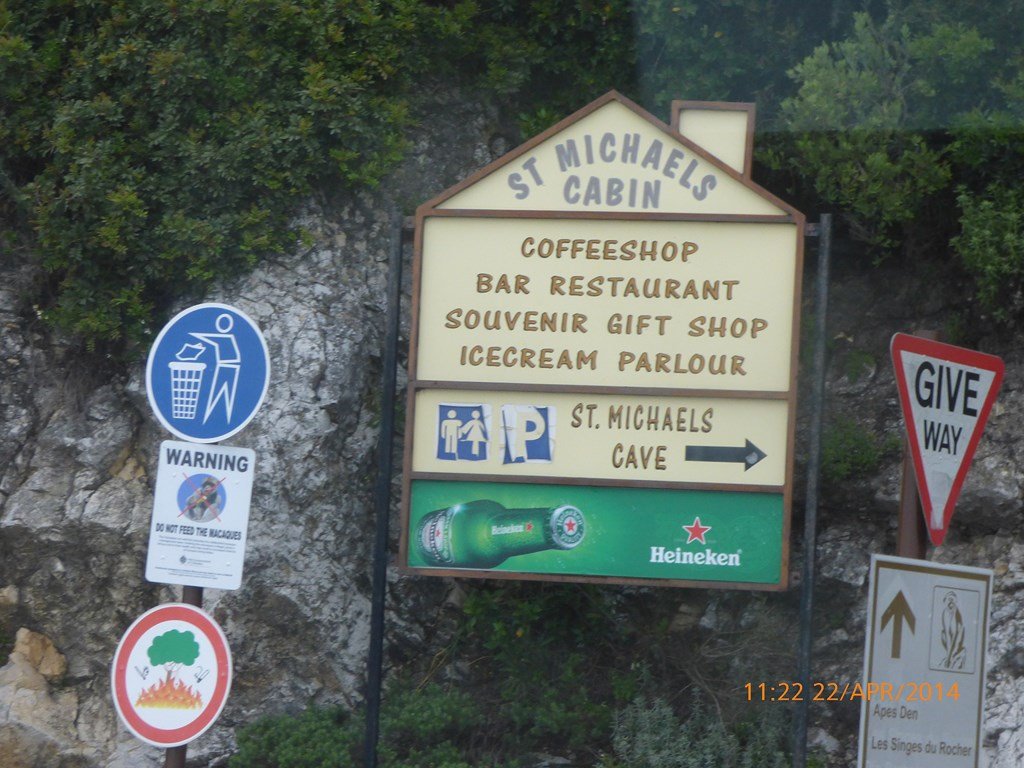 ST MICHAELS
CABIN
COFFEESHOP
BAR RESTAURANT
SOUVENIR GIFT SHOP
ICECREAM PARLOUR
P
ST. MICHAELS
CAVE
Heineken
Heineken
WARNING
DO NOT FEED THE MACAQUES
GIVE
WAY
Apes Den
Les Singes du Rocher
11:22 22/APR/2014